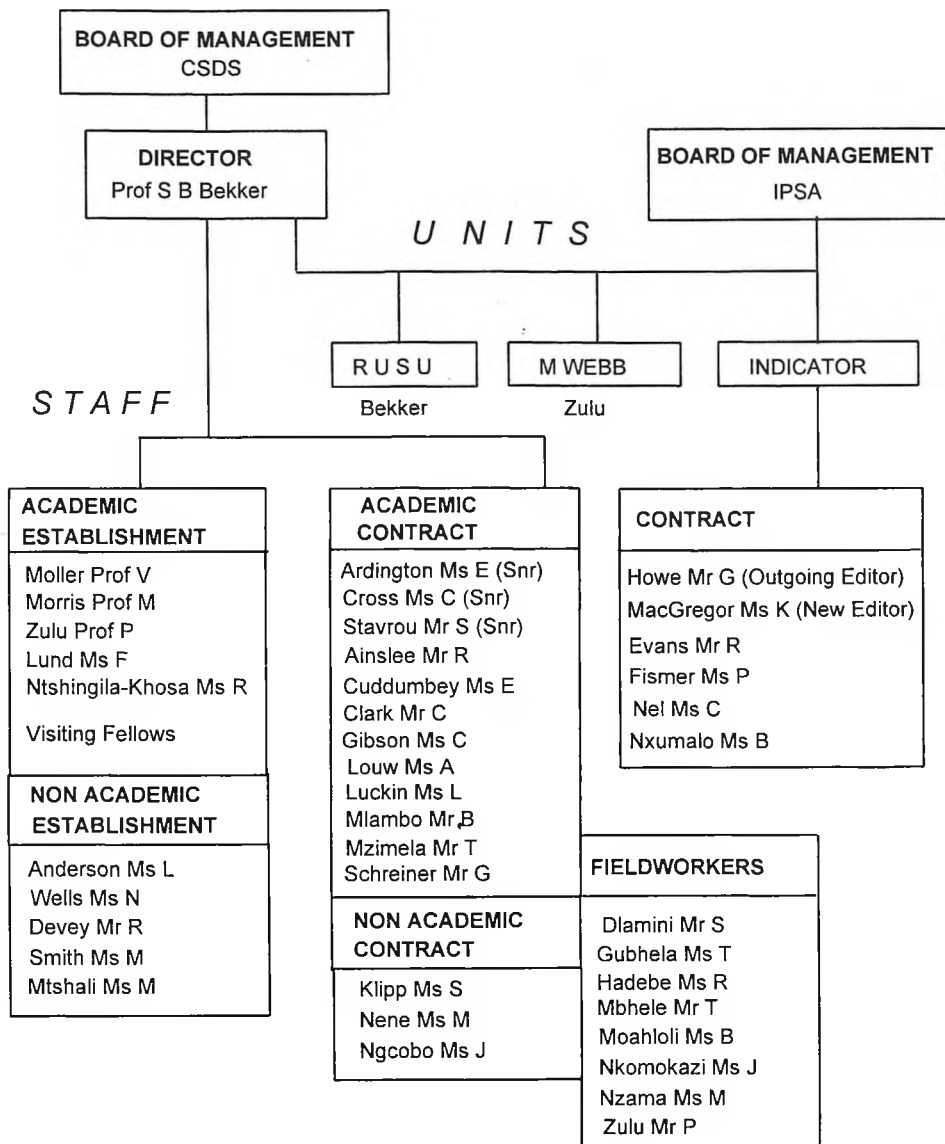 BOARD OF MANAGEMENT
CSDS
DIRECTOR
Prof S B Bekker
BOARD OF MANAGEMENT
IPSA
U N I T S
R U S U
Bekker
M WEBB
Zulu
INDICATOR
S T A F F
ACADEMIC
ESTABLISHMENT
Moller Prof V
Morris Prof M
Zulu Prof P
Lund Ms F
Ntshingila-Khosa Ms R
Visiting Fellows
NON ACADEMIC
ESTABLISHMENT
Anderson Ms L
Wells Ms N
Devey Mr R
Smith Ms M
Mtshali Ms M
ACADEMIC
CONTRACT
Ardington Ms E (Snr)
Cross Ms C (Snr)
Stavrou Mr S (Snr)
Ainslee Mr R
Cuddumbey Ms E
Clark Mr C
Gibson Ms C
Louw Ms A
Luckin Ms L
Mlambo Mr B
Mzimela Mr T
Schreiner Mr G
NON ACADEMIC
CONTRACT
Klipp Ms S
Nene Ms M
Ngcobo Ms J
CONTRACT
Howe Mr G (Outgoing Editor)
MacGregor Ms K (New Editor)
Evans Mr R
Fismer Ms P
Nel Ms C
Nxumalo Ms B
FIELDWORKERS
Dlamini Mr S
Gubhela Ms T
Hadebe Ms R
Mbhele Mr T
Moahloli Ms B
Nkomokazi Ms J
Nzama Ms M
Zulu Mr P